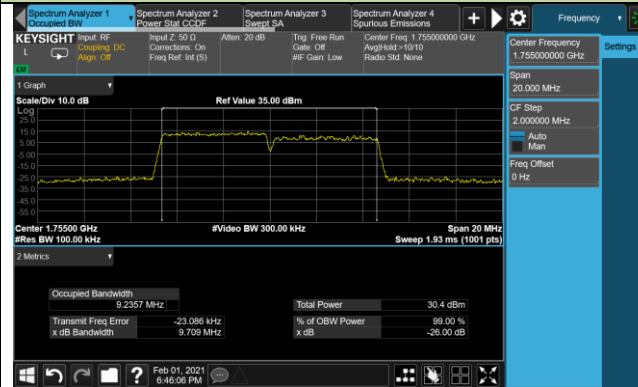 Spectrum Analyzer 1
Occupied BW
Spectrum Analyzer 2
Power Stat CCDF
Spectrum Analyzer 3
Swept SA
Spectrum Analyzer 4
Spurious Emissions
Frequency
KEYSIGHT
L
Input: RF
Coupling: DC
Align: Off
Input Z: 50 Ω
Corrections: On
Freq Ref: Int (S)
Atten: 20 dB
Trig: Free Run
Gate: Off
#IF Gain: Low
Center Freq: 1.755000000 GHz
Avg|Hold:>10/10
Radio Std: None
Center Frequency
1.755000000 GHz
Settings
Span
20.000 MHz
CF Step
2.000000 MHz
Auto
Man
Freq Offset
0 Hz
1 Graph
Scale/Div 10.0 dB
Ref Value 35.00 dBm
Log
25.0
15.0
5.00
-5.00
-15.0
-25.0
-35.0
-45.0
-55.0
Center 1.75500 GHz
#Video BW 300.00 kHz
Span 20 MHz
#Res BW 100.00 kHz
Sweep 1.93 ms (1001 pts)
2 Metrics
Occupied Bandwidth
9.2357 MHz
Total Power
30.4 dBm
Transmit Freq Error
-23.086 kHz
% of OBW Power
99.00 %
x dB Bandwidth
9.709 MHz
x dB
-26.00 dB
Feb 01, 2021
6:46:06 PM